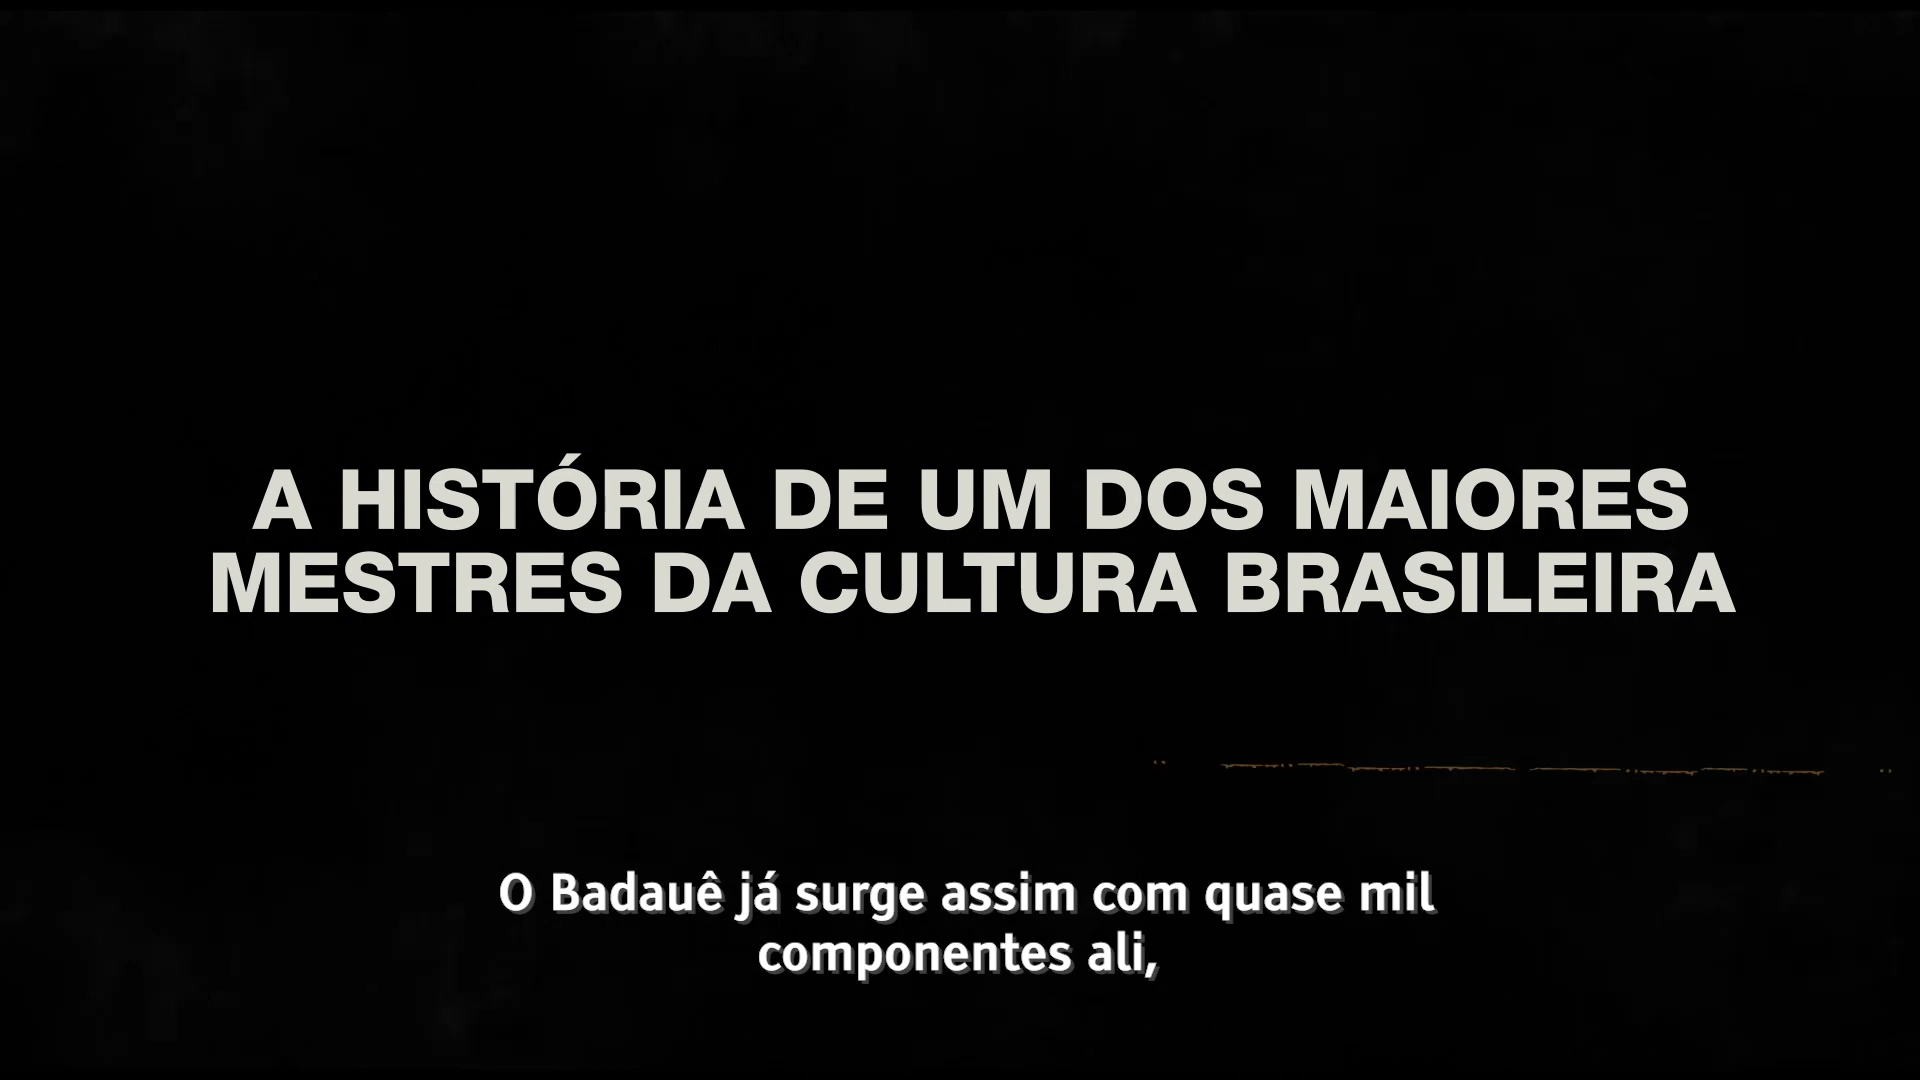 A HISTÓRIA DE UM DOS MAIORES
MESTRES DA CULTURA BRASILEIRA
O Badauê já surge assim com quase mil
componentes ali,